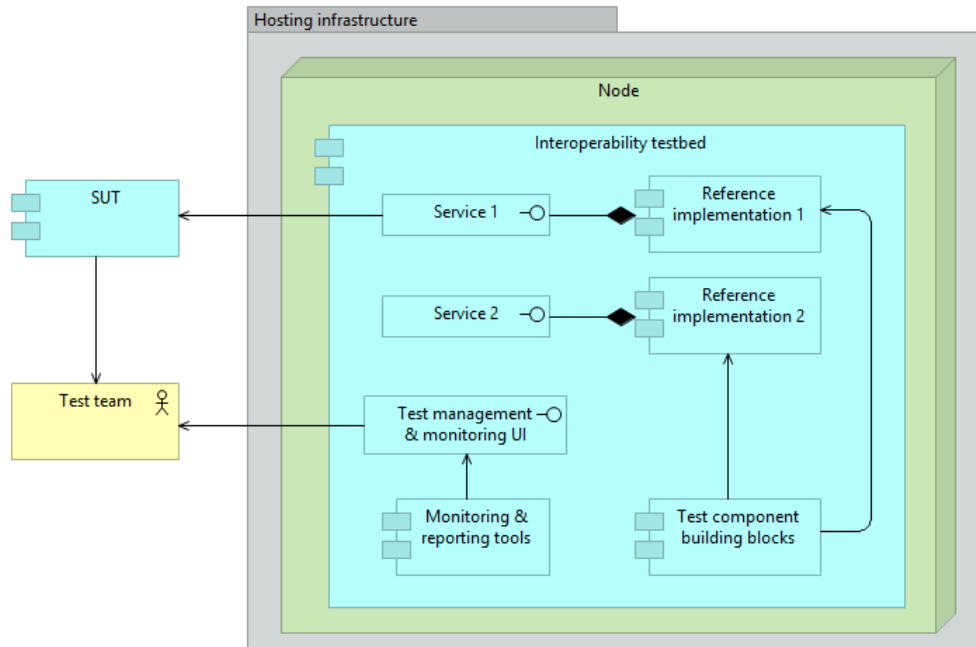 Hosting infrastructure
Node
Interoperability testbed
SUT
Service 1
Reference
implementation 1
Service 2
Reference
implementation 2
Test team
Test management
& monitoring UI
Monitoring &
reporting tools
Test component
building blocks